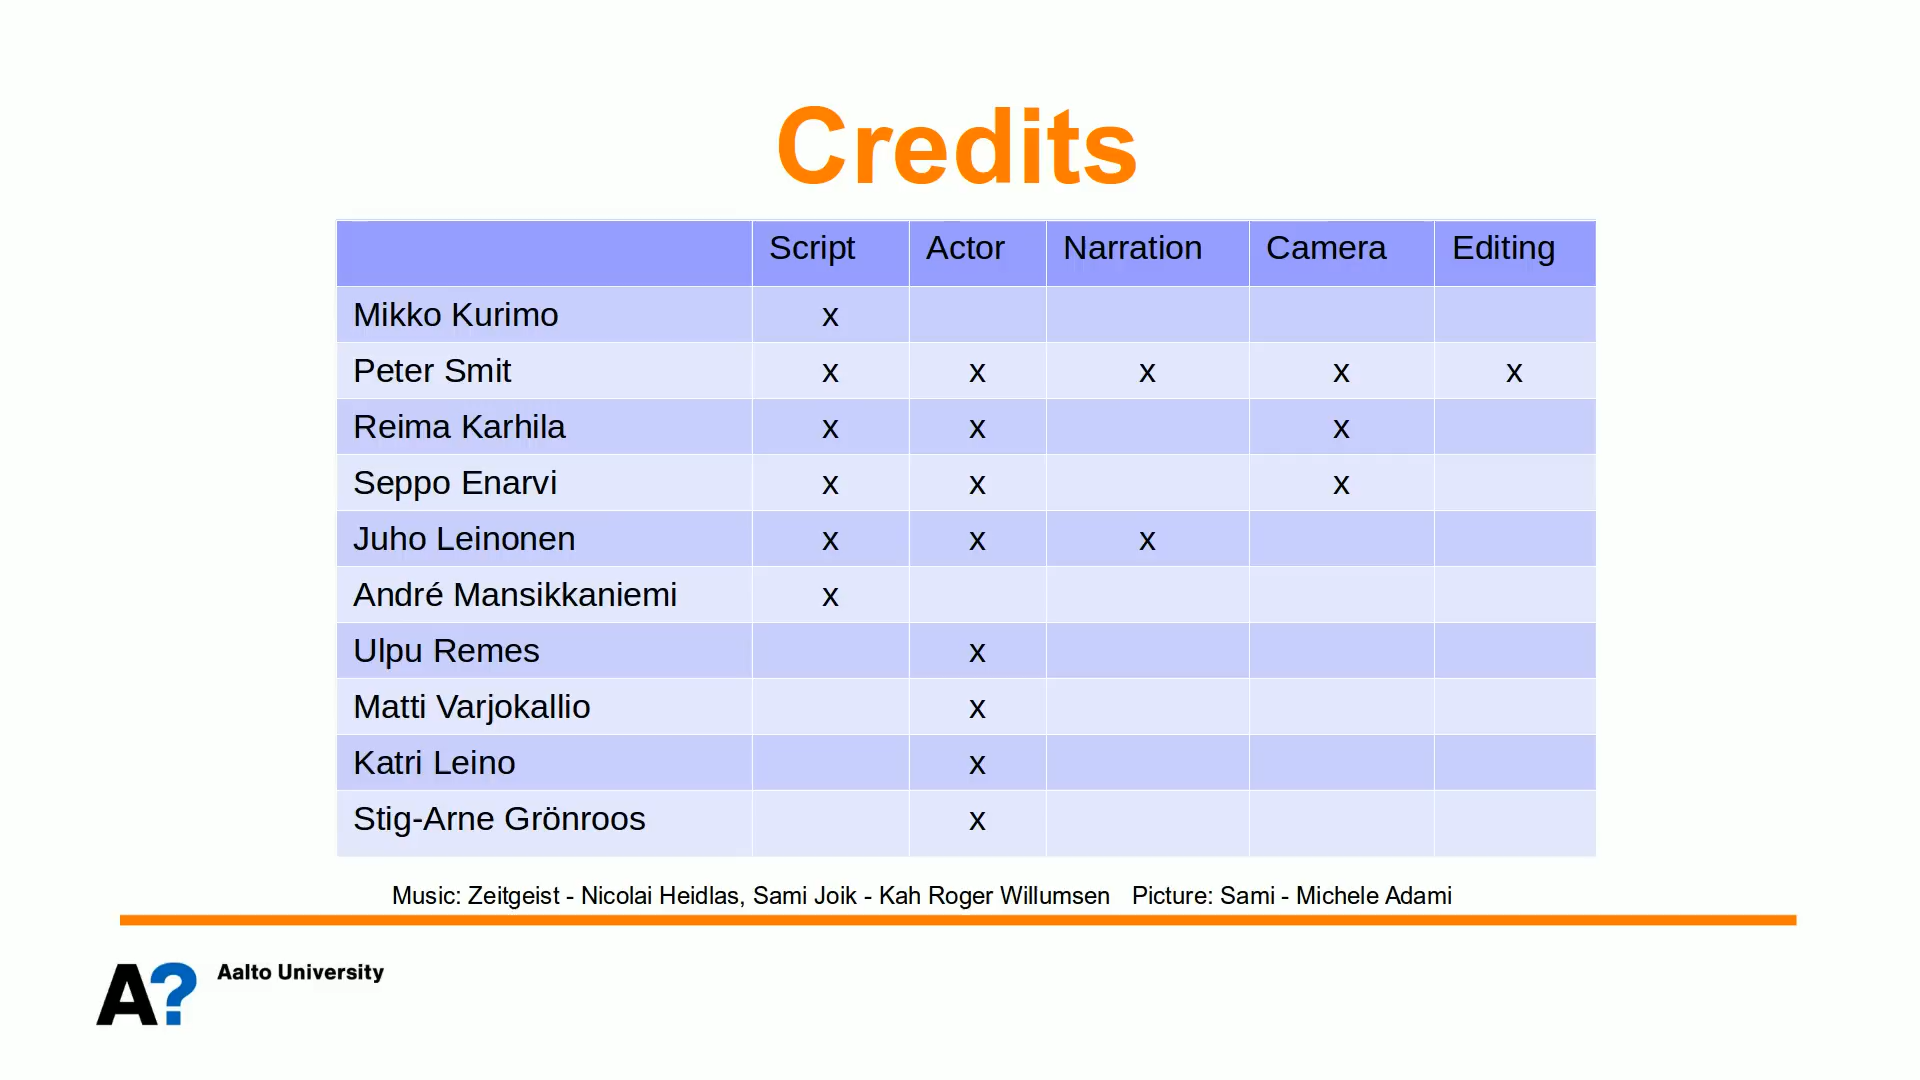 Credits
Script Actor Narration Camera Editing
Mikko Kurimo x
Peter Smit x x x x x
Reima Karhila x x x
Seppo Enarvi x x x
Juho Leinonen x x x
André Mansikkaniemi x
Ulpu Remes x
Matti Varjokallio x
Katri Leino x
Stig-Arne Grönroos x
Music: Zeitgeist - Nicolai Heidlas, Sami Joik - Kah Roger Willumsen Picture: Sami - Michele Adami
A? Aalto University